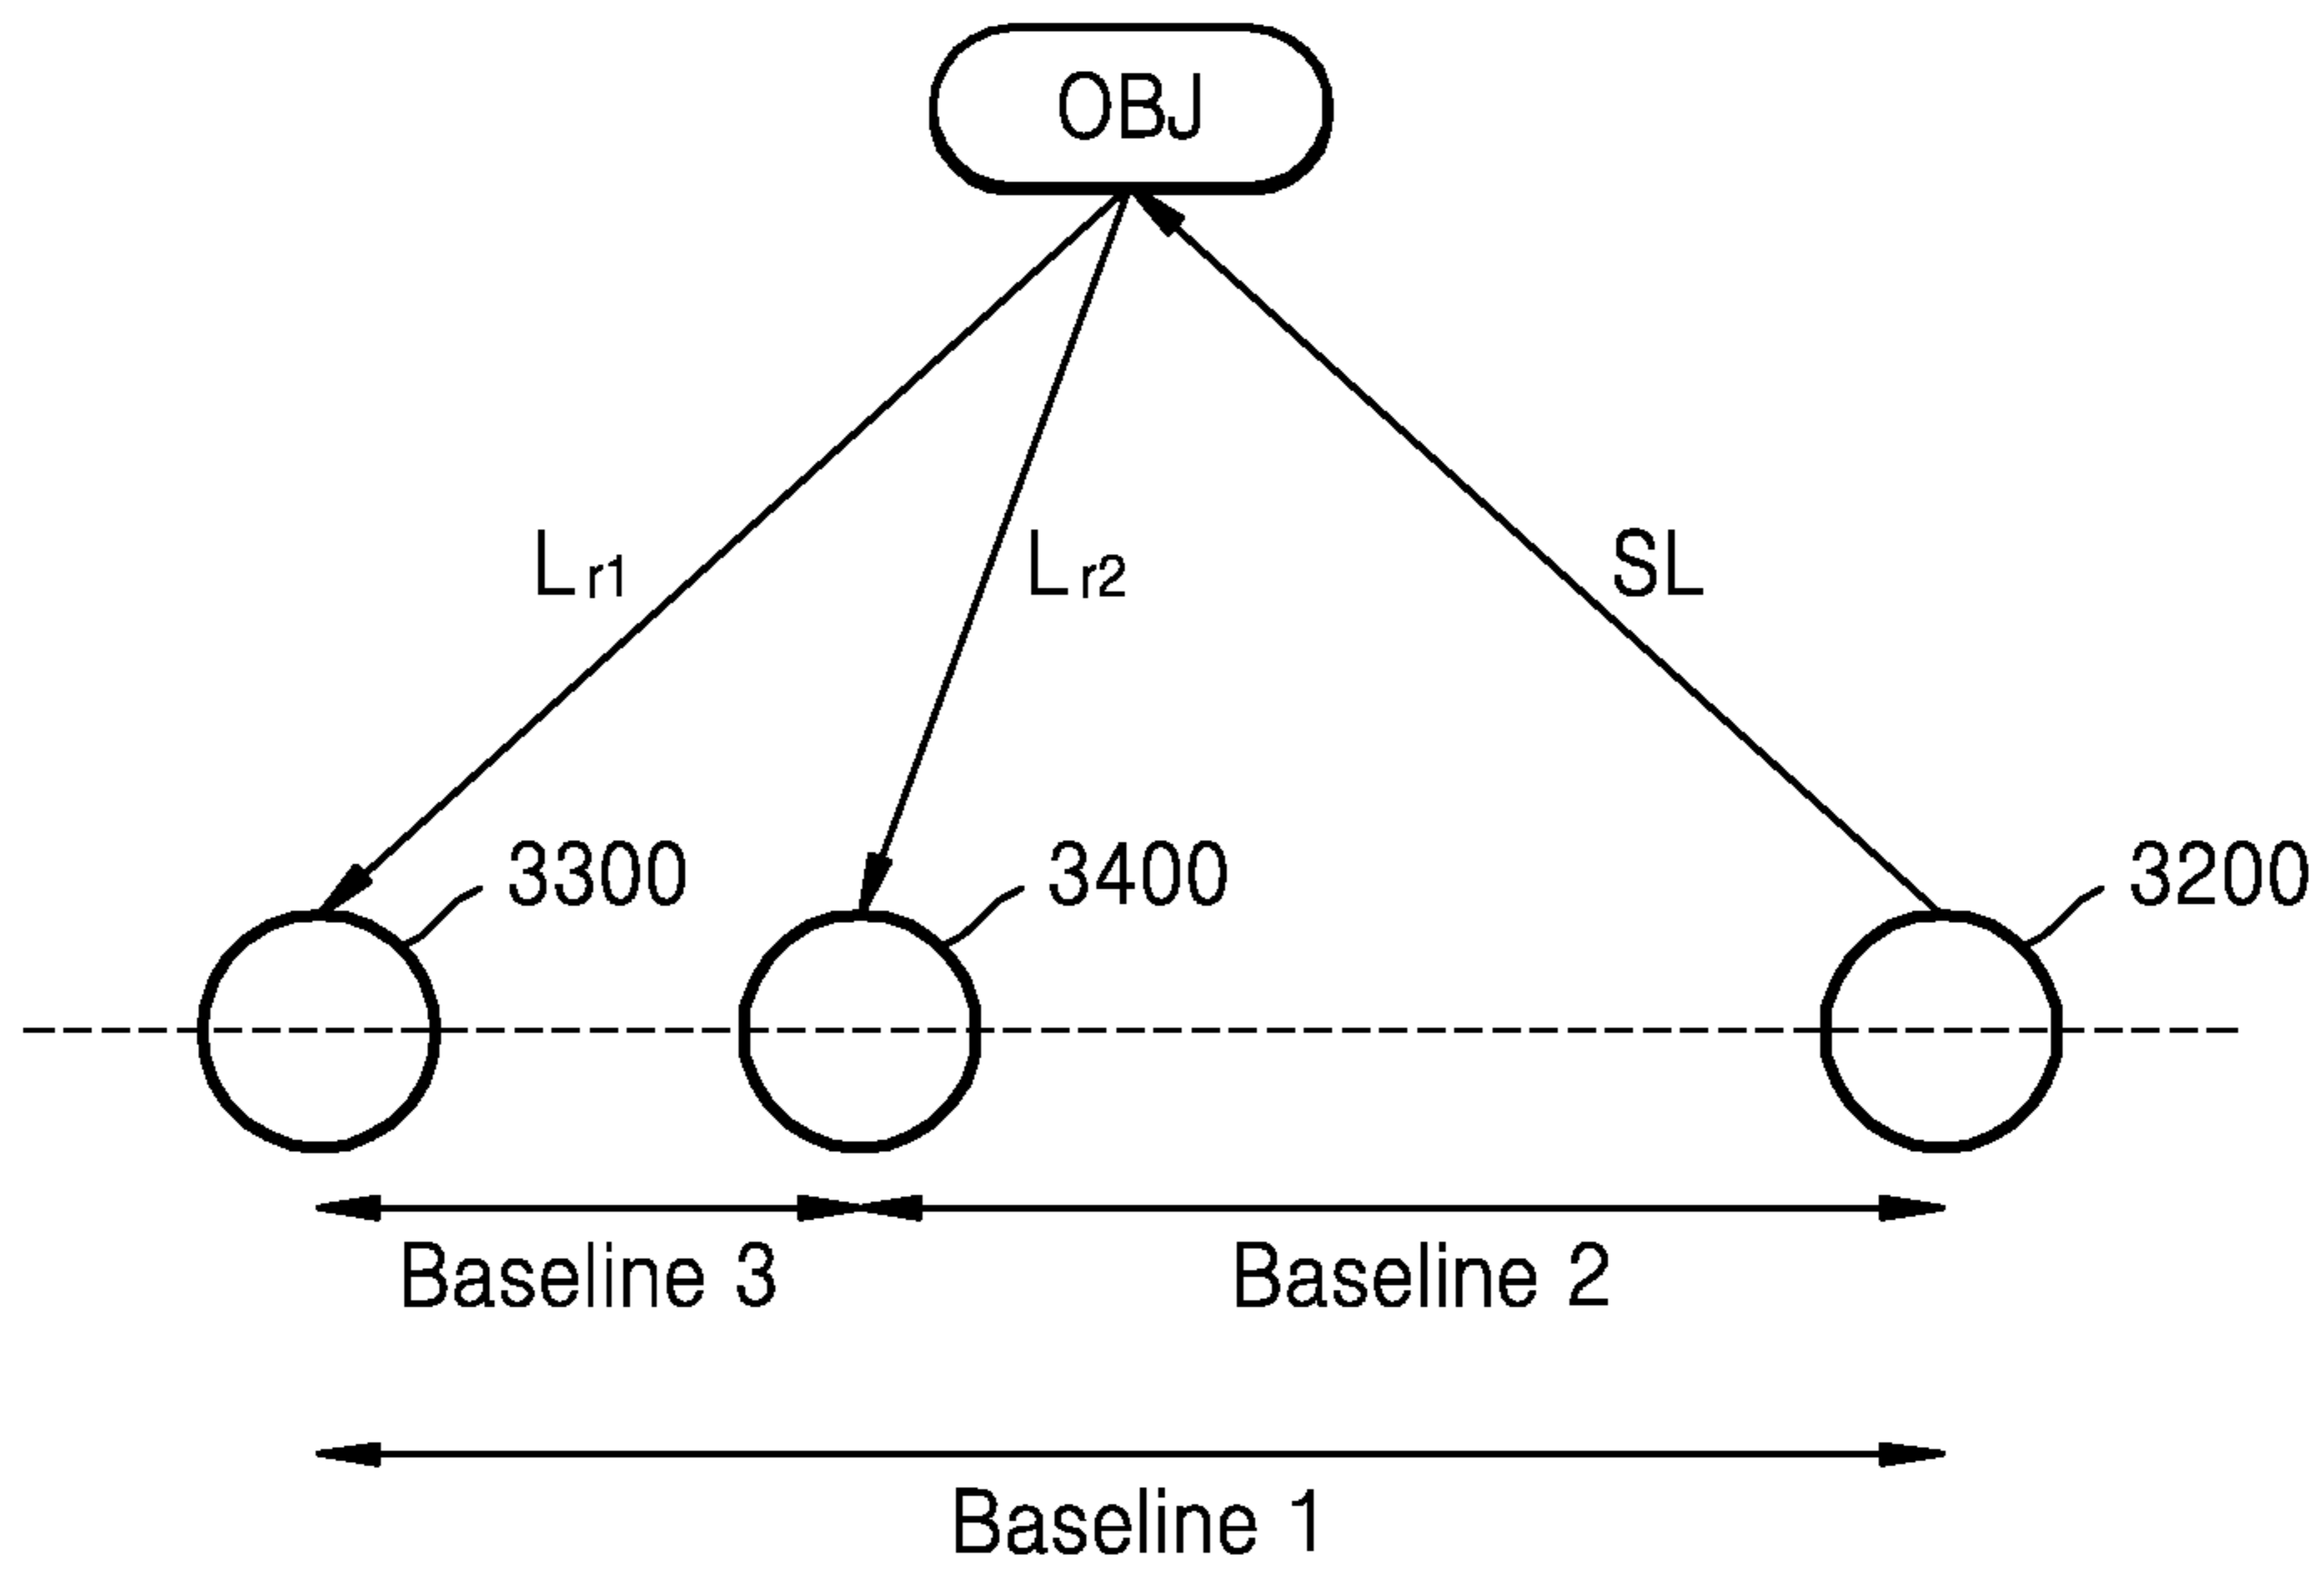 OBJ
Lr1
Lr2
SL
3300
3400
3200
Baseline 3
Baseline 2
Baseline 1